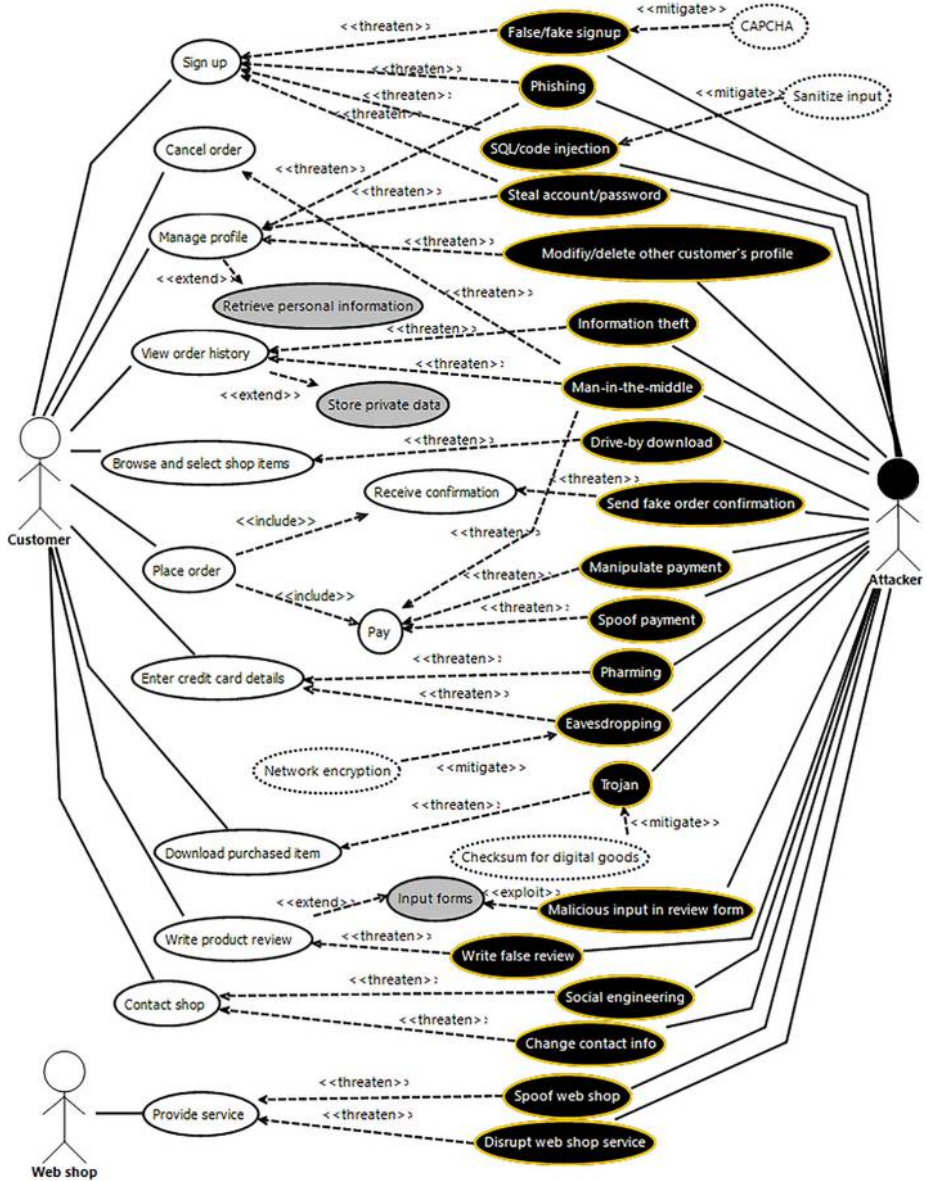 <<mitigate>>
<<threaten>>
False/fake signup
CAPCHA
Sign up
<<threaten>>
Phishing
<<threaten>>
<<mitigate>>
Sanitize input
Cancel order
<<threaten>>
SQL/code injection
<<threaten>>
Steal account/password
Manage profile
<<threaten>>
Modifiy/delete other customer's profile
<<extend>>
Retrieve personal information
<<threaten>>
Information theft
View order history
<<threaten>>
<<threaten>>
Man-in-the-middle
<<extend>>
Store private data
<<threaten>>
Drive-by download
Browse and select shop items
Receive confirmation
<<threaten>>
Send fake order confirmation
<<include>>
<<threaten>>
Customer
Attacker
Place order
<<threaten>>
Manipulate payment
<<include>>
<<threaten>>
Spoof payment
Pay
<<threaten>>
Pharming
Enter credit card details
<<threaten>>
Eavesdropping
Network encryption
<<mitigate>>
Trojan
<<threaten>>
<<mitigate>>
Download purchased item
Checksum for digital goods
<<extend>>
Input forms
<<exploit>>
Malicious input in review form
Write product review
<<threaten>>
Write false review
<<threaten>>
Social engineering
Contact shop
<<threaten>>
Change contact info
<<threaten>>
Spoof web shop
Provide service
<<threaten>>
Disrupt web shop service
Web shop